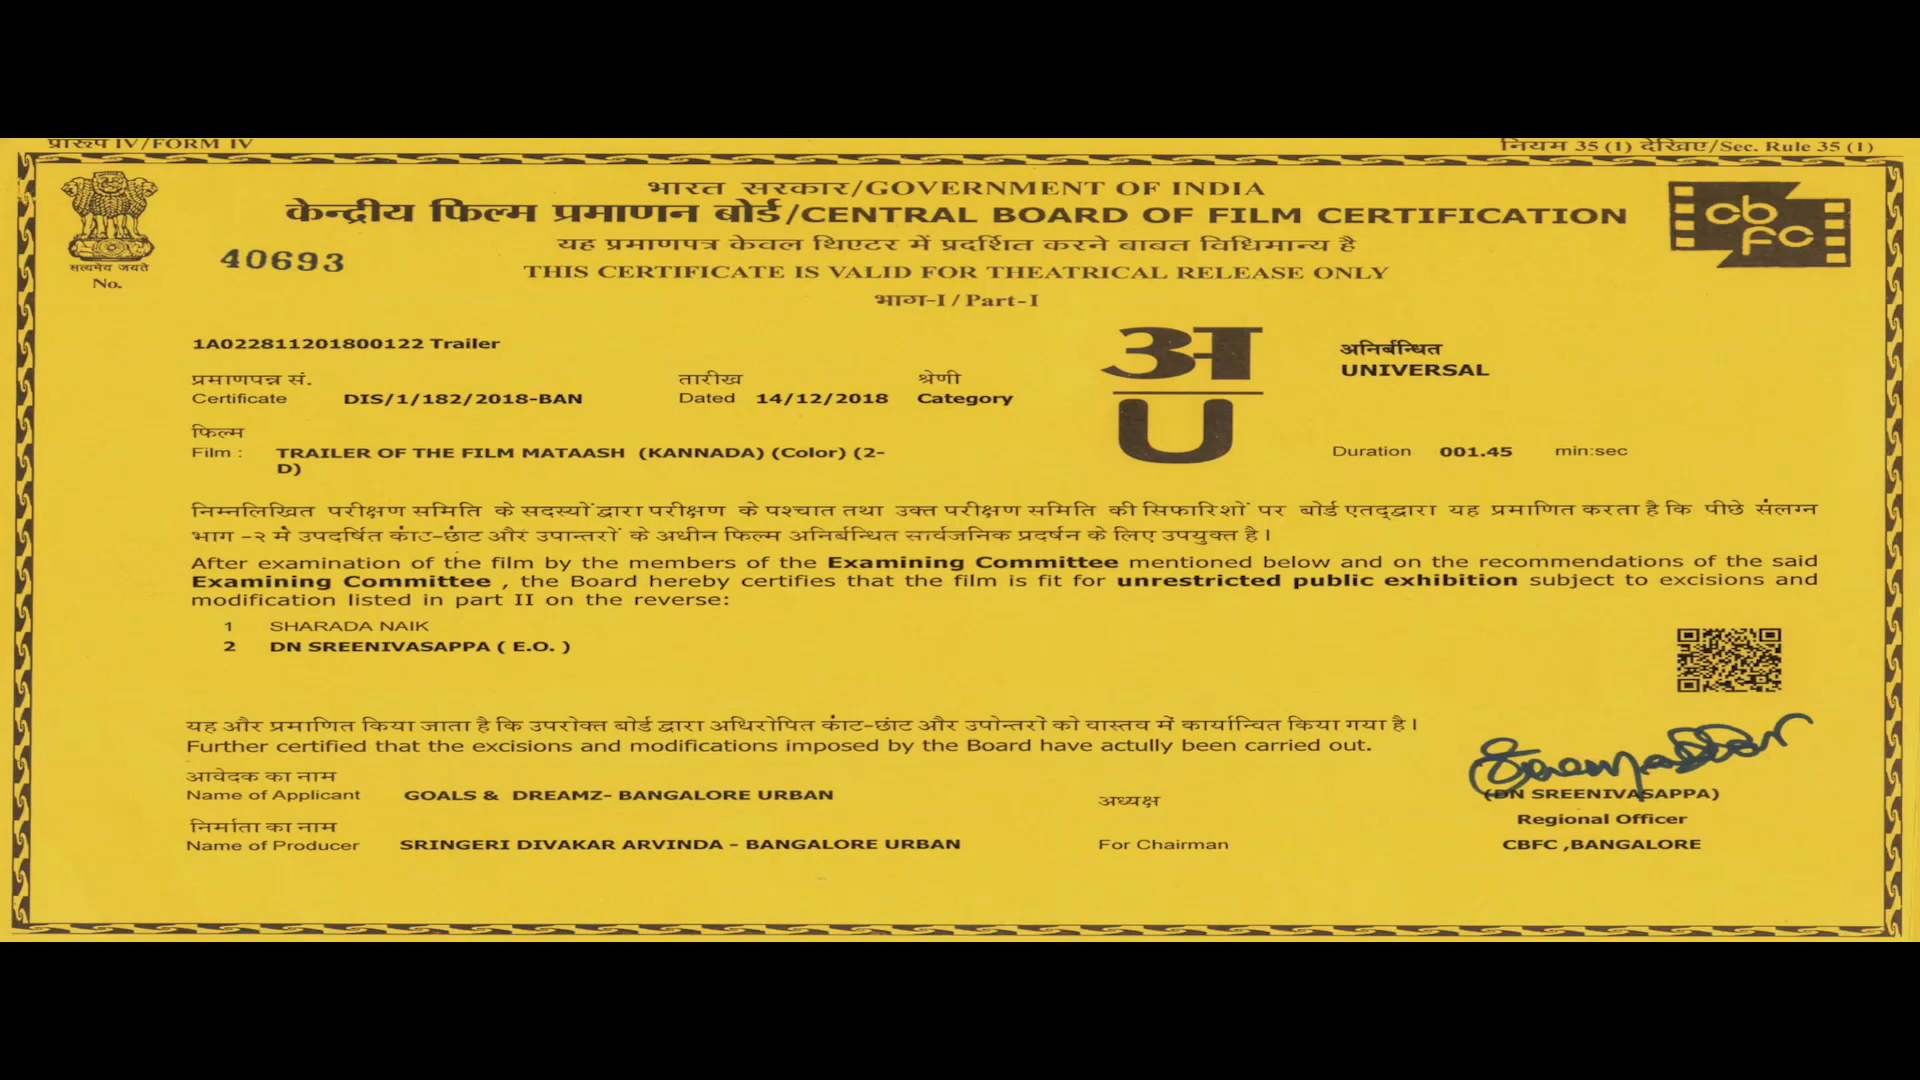 प्रारूप IV/FORM IV
नियम 35 (1) देखिए/Sec. Rule 35 (1)
भारत सरकार/GOVERNMENT OF INDIA
केन्द्रीय फिल्म प्रमाणन बोर्ड/CENTRAL BOARD OF FILM CERTIFICATION
cbfc
यह प्रमाणपत्र केवल थिएटर में प्रदर्शित करने बाबत विधिमान्य है
40693
सत्यमेव जयते
THIS CERTIFICATE IS VALID FOR THEATRICAL RELEASE ONLY
No.
भाग-I / Part-I
1A022811201800122 Trailer
अ
अनिर्बन्धित
UNIVERSAL
प्रमाणपन्न सं. तारीख श्रेणी
Certificate DIS/1/182/2018-BAN Dated 14/12/2018 Category
U
फिल्म
Film : TRAILER OF THE FILM MATAASH (KANNADA) (Color) (2-
D)
Duration 001.45 min:sec
निम्नलिखित परीक्षण समिति के सदस्यों द्वारा परीक्षण के पश्चात तथा उक्त परीक्षण समिति की सिफारिशों पर बोर्ड एतद्द्वारा यह प्रमाणित करता है कि पीछे संलग्न
भाग -२ में उपदर्षित कांट-छांट और उपान्तरों के अधीन फिल्म अनिर्बन्धित सार्वजनिक प्रदर्षन के लिए उपयुक्त है।
After examination of the film by the members of the Examining Committee mentioned below and on the recommendations of the said
Examining Committee , the Board hereby certifies that the film is fit for unrestricted public exhibition subject to excisions and
modification listed in part II on the reverse:
1 SHARADA NAIK
2 DN SREENIVASAPPA ( E.O. )
यह और प्रमाणित किया जाता है कि उपरोक्त बोर्ड द्वारा अधिरोपित कांट-छांट और उपोन्तरों को वास्तव में कार्यान्वित किया गया है।
Further certified that the excisions and modifications imposed by the Board have actully been carried out.
आवेदक का नाम
Name of Applicant GOALS & DREAMZ- BANGALORE URBAN
अध्यक्ष
(DN SREENIVASAPPA)
Regional Officer
निर्माता का नाम
Name of Producer SRINGERI DIVAKAR ARVINDA - BANGALORE URBAN
For Chairman
CBFC ,BANGALORE